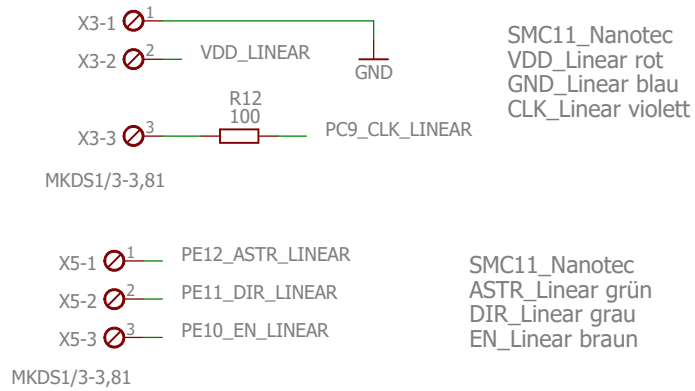 X3-1 1
X3-2 2 VDD_LINEAR
GND
R12
100
X3-3 3 PC9_CLK_LINEAR
MKDS1/3-3,81
SMC11_Nanotec
VDD_Linear rot
GND_Linear blau
CLK_Linear violett
X5-1 1 PE12_ASTR_LINEAR
X5-2 2 PE11_DIR_LINEAR
X5-3 3 PE10_EN_LINEAR
MKDS1/3-3,81
SMC11_Nanotec
ASTR_Linear grün
DIR_Linear grau
EN_Linear braun